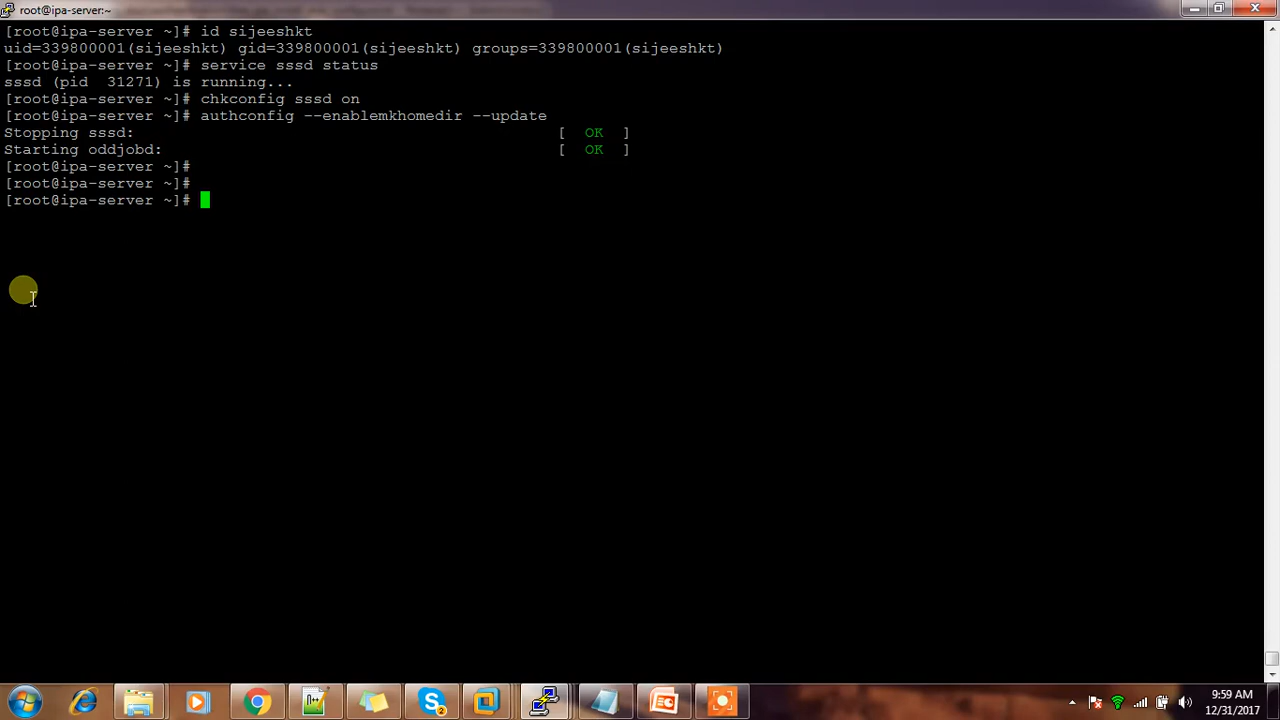 root@ipa-server:~
[root@ipa-server ~]# id sijeeshkt
uid=339800001(sijeeshkt) gid=339800001(sijeeshkt) groups=339800001(sijeeshkt)
[root@ipa-server ~]# service sssd status
sssd (pid  31271) is running...
[root@ipa-server ~]# chkconfig sssd on
[root@ipa-server ~]# authconfig --enablemkhomedir --update
Stopping sssd:                                             [  OK  ]
Starting oddjobd:                                          [  OK  ]
[root@ipa-server ~]#
[root@ipa-server ~]#
[root@ipa-server ~]#
2
9:59 AM
12/31/2017